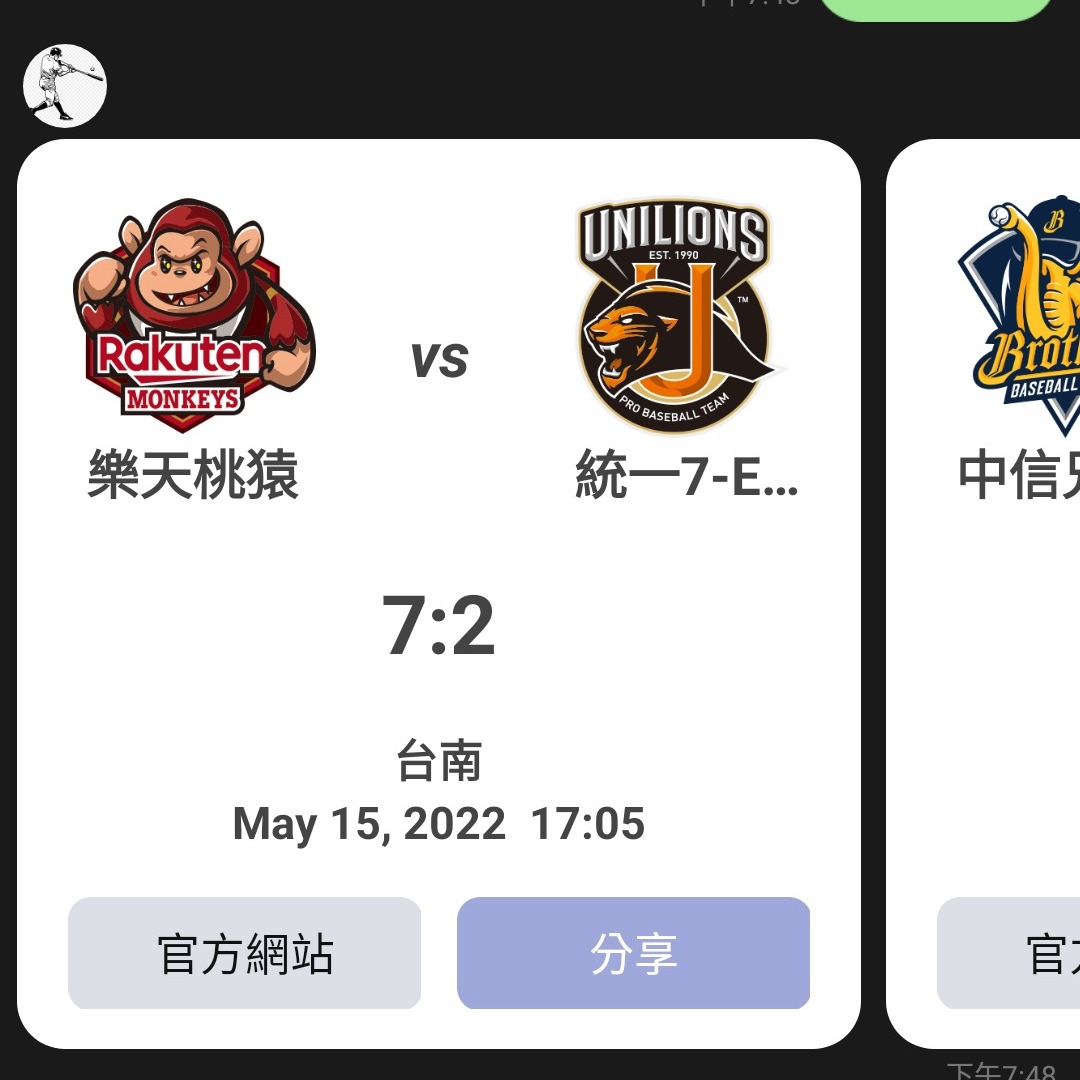 UNILIONS
EST. 1990
U
TM
PRO BASEBALL TEAM
Rakuten
MONKEYS
vs
樂天桃猿
統一7-E...
7:2
台南
May 15, 2022 17:05
官方網站
分享
B
BASEBALL
中信
官
下午7:48